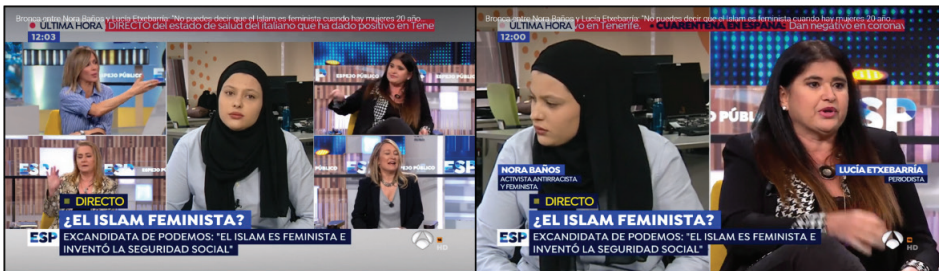 Bronca entre Nora Baños y Lucía Etxebarria: "No puedes decir que el Islam es feminista cuando hay mujeres 20 año...
ÚLTIMA HORA
DIRECTO del estado de salud del italiano que ha dado positivo en Tene
12:03
ESPEJO PÚBLICO
ESP
DIRECTO
¿EL ISLAM FEMINISTA?
ESP
EXCANDIDATA DE PODEMOS: "EL ISLAM ES FEMINISTA E
INVENTÓ LA SEGURIDAD SOCIAL"
HD
Bronca entre Nora Baños y Lucía Etxebarria: "No puedes decir que el Islam es feminista cuando hay mujeres 20 año...
ÚLTIMA HORA
vo en Tenerife.
CUARENTENA EN ESPAÑA:
Dan negativo en coronav
12:00
ESP
NORA BAÑOS
ACTIVISTA ANTIRRACISTA
Y FEMINISTA
LUCÍA ETXEBARRÍA
PERIODISTA
DIRECTO
¿EL ISLAM FEMINISTA?
ESP
EXCANDIDATA DE PODEMOS: "EL ISLAM ES FEMINISTA E
INVENTÓ LA SEGURIDAD SOCIAL"
HD